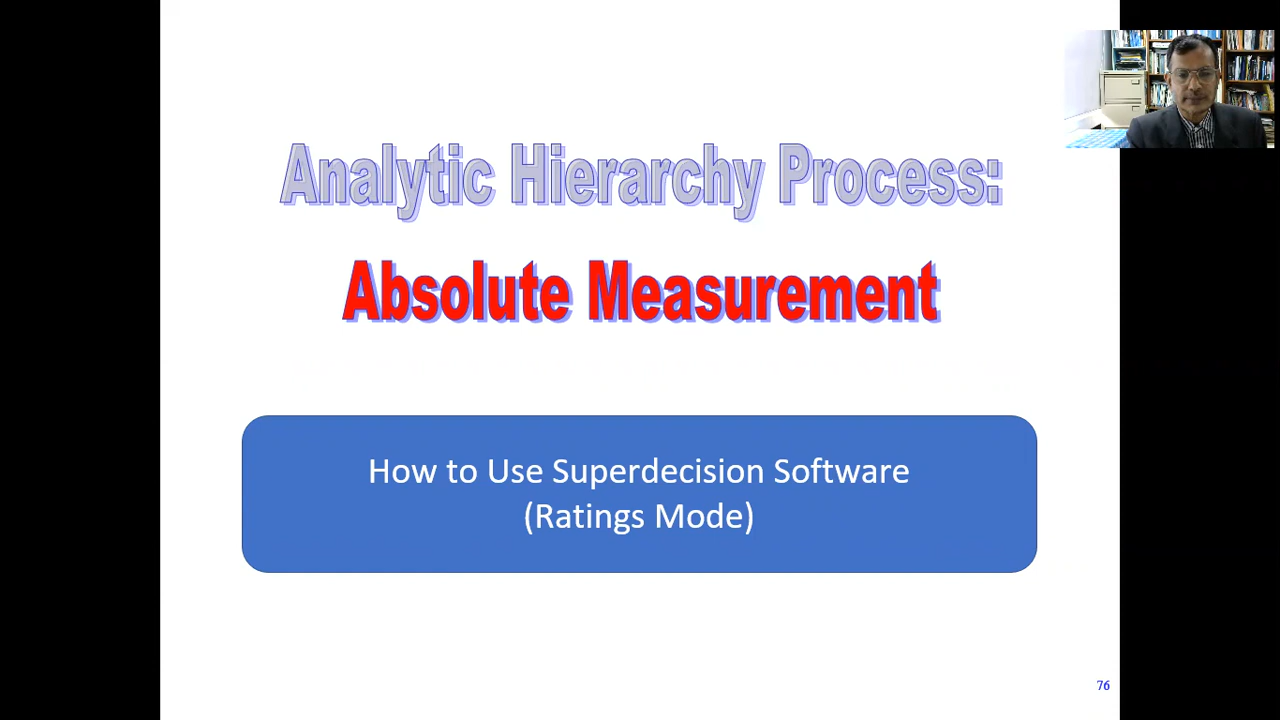 Analytic Hierarchy Process:
Absolute Measurement
How to Use Superdecision Software
(Ratings Mode)
76